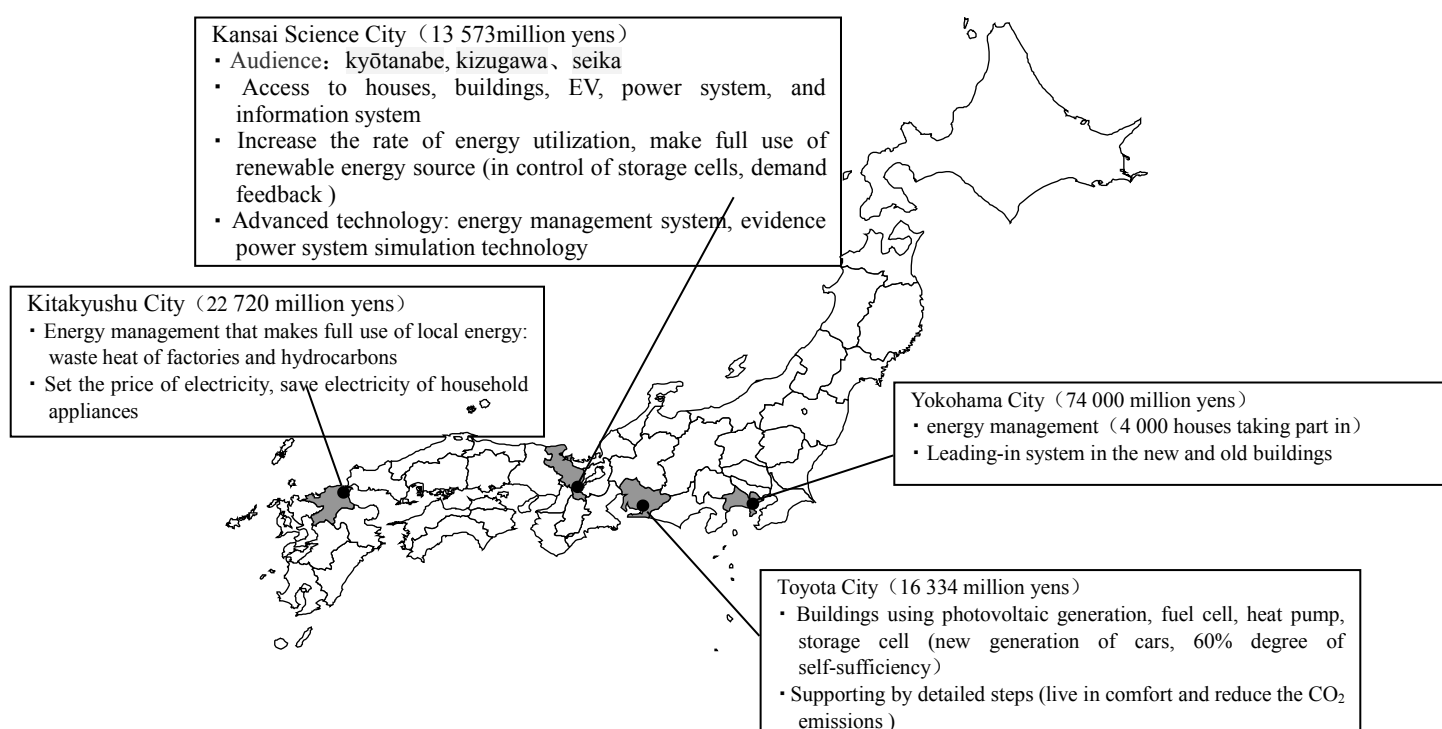 Kansai Science City（13 573million yens）
・Audience：kyōtanabe, kizugawa、seika
・ Access to houses, buildings, EV, power system, and
information system
・Increase the rate of energy utilization, make full use of
renewable energy source (in control of storage cells, demand
feedback )
・Advanced technology: energy management system, evidence
power system simulation technology
Kitakyushu City（22 720 million yens）
・Energy management that makes full use of local energy:
waste heat of factories and hydrocarbons
・Set the price of electricity, save electricity of household
appliances
Yokohama City（74 000 million yens）
・energy management（4 000 houses taking part in）
・Leading-in system in the new and old buildings
Toyota City（16 334 million yens）
・Buildings using photovoltaic generation, fuel cell, heat pump,
storage cell (new generation of cars, 60% degree of
self-sufficiency）
・Supporting by detailed steps (live in comfort and reduce the CO₂
emissions )